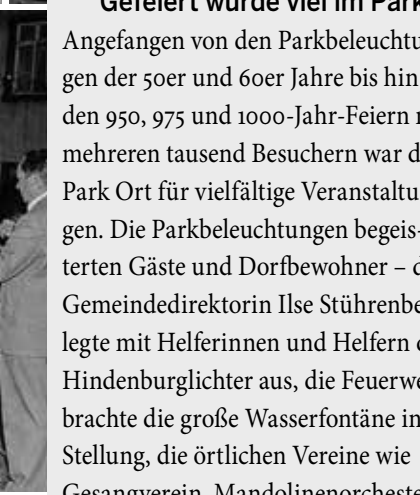 Gefeiert wurde viel im Park
Angefangen von den Parkbeleuchtu
gen der 50er und 60er Jahre bis hin
den 950, 975 und 1000-Jahr-Feiern
mehreren tausend Besuchern war d
Park Ort für vielfältige Veranstaltu
gen. Die Parkbeleuchtungen begeis-
terten Gäste und Dorfbewohner – d
Gemeindedirektorin Ilse Stührenbe
legte mit Helferinnen und Helfern
Hindenburglichter aus, die Feuerwe
brachte die große Wasserfontäne in
Stellung, die örtlichen Vereine wie
Gesangverein, Mandolinenorcheste